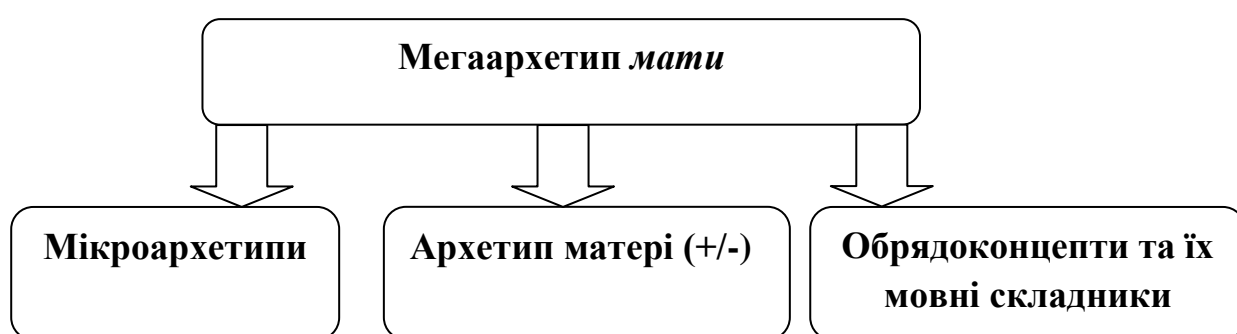 Мегаархетип мати
Мікроархетипи
Архетип матері (+/-)
Обрядоконцепти та їх
мовні складники